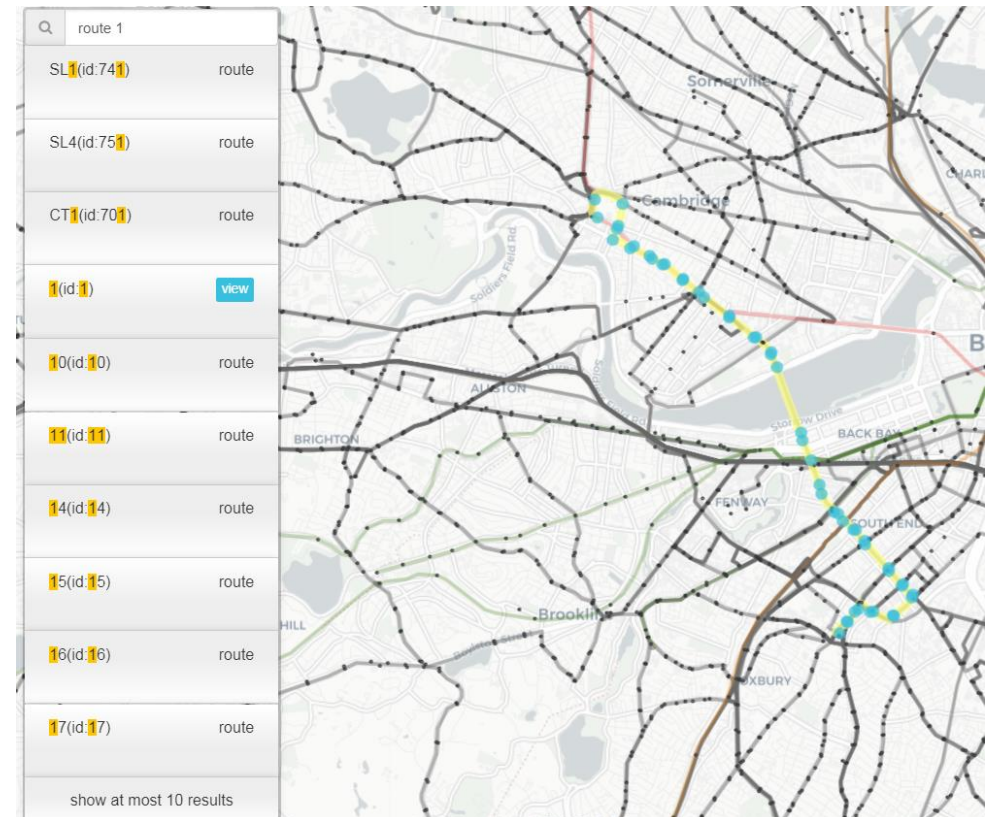 route 1
SL1(id:741) route
SL4(id:751) route
CT1(id:701) route
1(id:1) view
10(id:10) route
11(id:11) route
14(id:14) route
15(id:15) route
16(id:16) route
17(id:17) route
show at most 10 results
Somerville
Cambridge
Soldiers Field Rd
ALLSTON
Storrow Drive
BACK BAY
BRIGHTON
FENWAY
SOUTH END
Brookline
HILL
Boylston Street